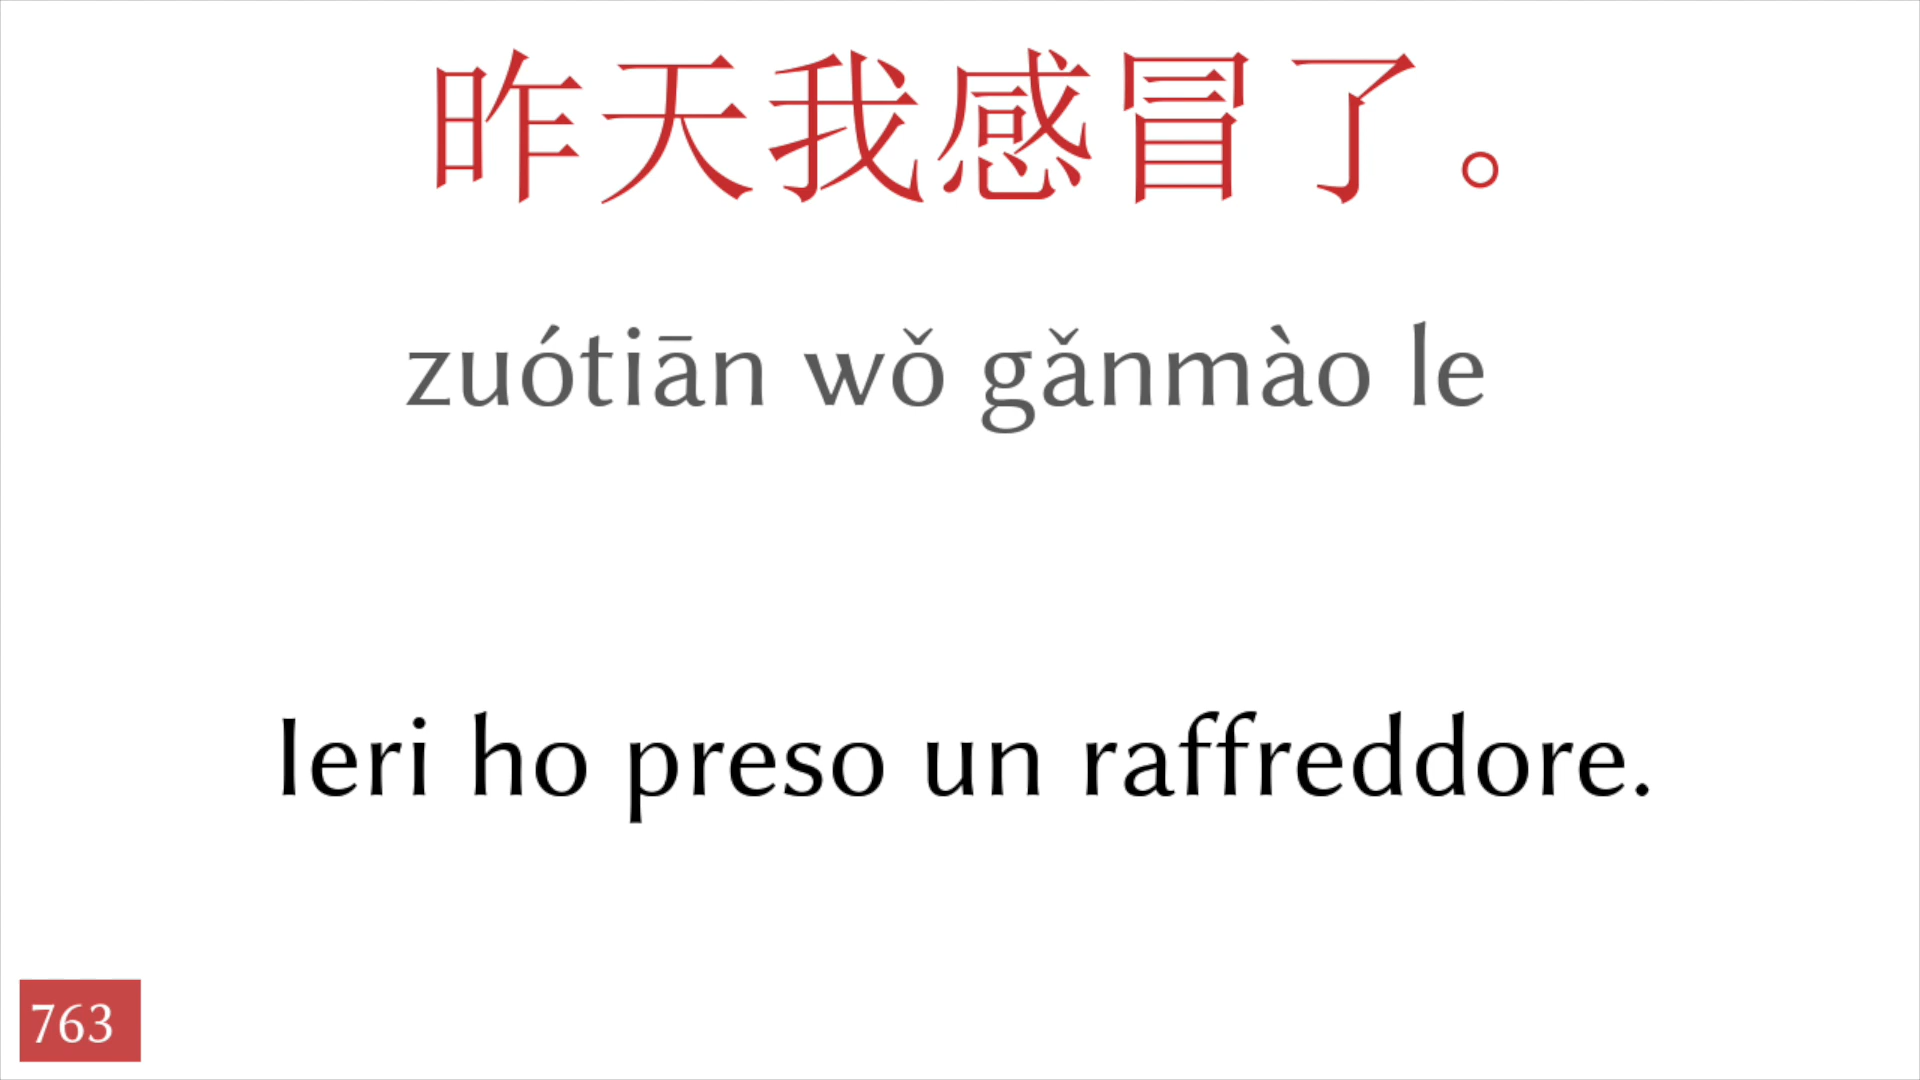 昨天我感冒了。
zuótiān wǒ gǎnmào le
Ieri ho preso un raffreddore.
763